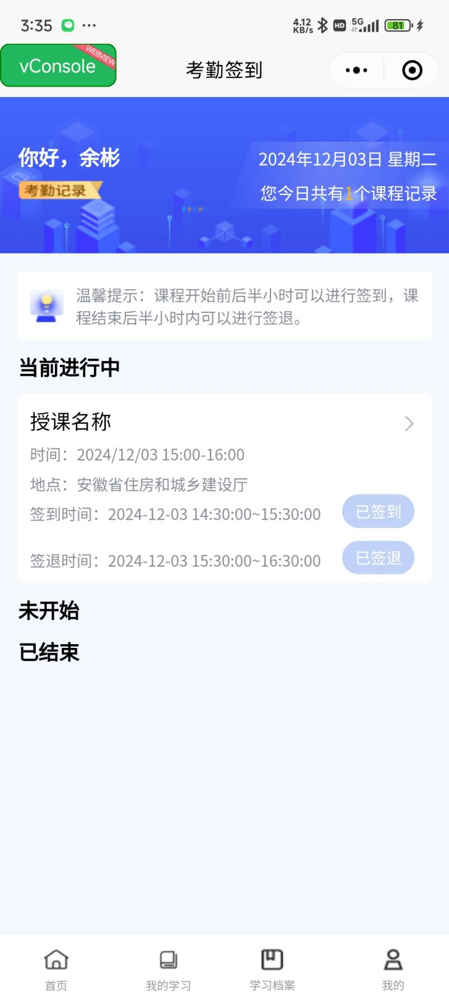 3:35
4.12
KB/s
HD
5G
81
vConsole
WEBVIEW
考勤签到
你好，余彬
考勤记录
2024年12月03日 星期二
您今日共有1个课程记录
温馨提示：课程开始前后半小时可以进行签到，课
程结束后半小时内可以进行签退。
当前进行中
授课名称
时间：2024/12/03 15:00-16:00
地点：安徽省住房和城乡建设厅
签到时间：2024-12-03 14:30:00~15:30:00
已签到
签退时间：2024-12-03 15:30:00~16:30:00
已签退
未开始
已结束
首页
我的学习
学习档案
我的